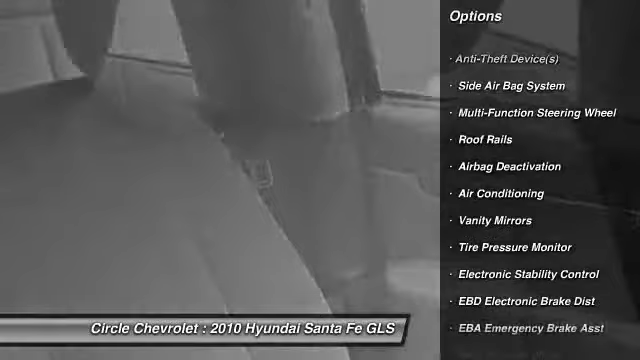 Options
· Anti-Theft Device(s)
· Side Air Bag System
· Multi-Function Steering Wheel
· Roof Rails
· Airbag Deactivation
· Air Conditioning
· Vanity Mirrors
· Tire Pressure Monitor
· Electronic Stability Control
· EBD Electronic Brake Dist
· EBA Emergency Brake Asst
Circle Chevrolet : 2010 Hyundai Santa Fe GLS